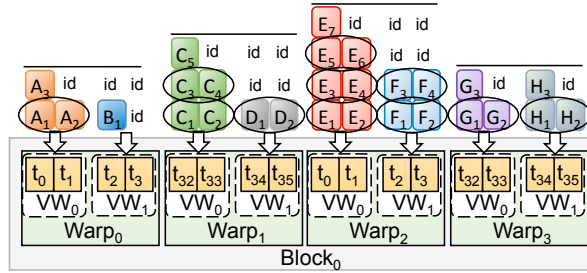 E₇ id id id
C₅ id id id E₅ E₆ id id
A₃ id id id C₃ C₄ id id E₃ E₄ F₃ F₄ G₃ id H₃ id
A₁ A₂ B₁ id C₁ C₂ D₁ D₂ E₁ E₂ F₁ F₂ G₁ G₂ H₁ H₂
t₀ t₁ t₂ t₃ t₃₂ t₃₃ t₃₄ t₃₅ t₀ t₁ t₂ t₃ t₃₂ t₃₃ t₃₄ t₃₅
VW₀ VW₁ VW₀ VW₁ VW₀ VW₁ VW₀ VW₁
Warp₀ Warp₁ Warp₂ Warp₃
Block₀